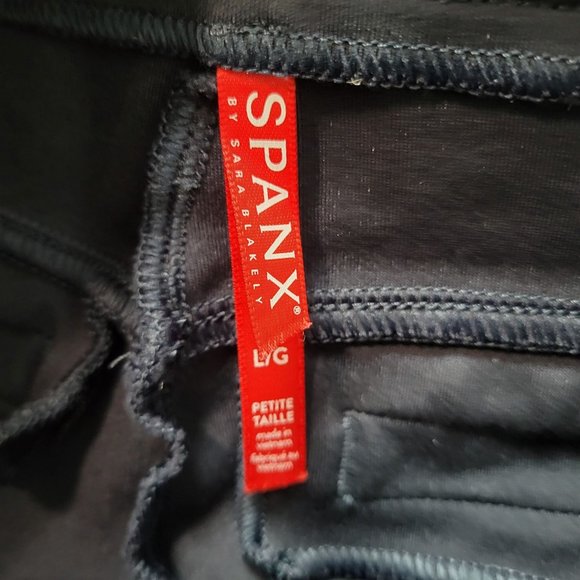 SPANX®
BY SARA BLAKELY
L/G
PETITE
TAILLE
made in
vietnam
fabriqué au
vietnam